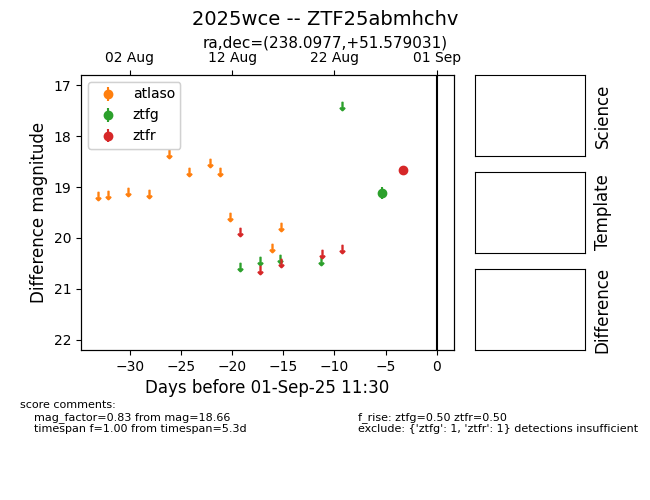 2025wce -- ZTF25abmhchv
ra,dec=(238.0977,+51.579031)
02 Aug 12 Aug 22 Aug 01 Sep
atlaso
ztfg
ztfr
17
18
19
20
21
22
Difference magnitude
−30 −25 −20 −15 −10 −5 0
Days before 01-Sep-25 11:30
Science
Template
Difference
score comments:
mag_factor=0.83 from mag=18.66
timespan f=1.00 from timespan=5.3d
f_rise: ztfg=0.50 ztfr=0.50
exclude: {'ztfg': 1, 'ztfr': 1} detections insufficient